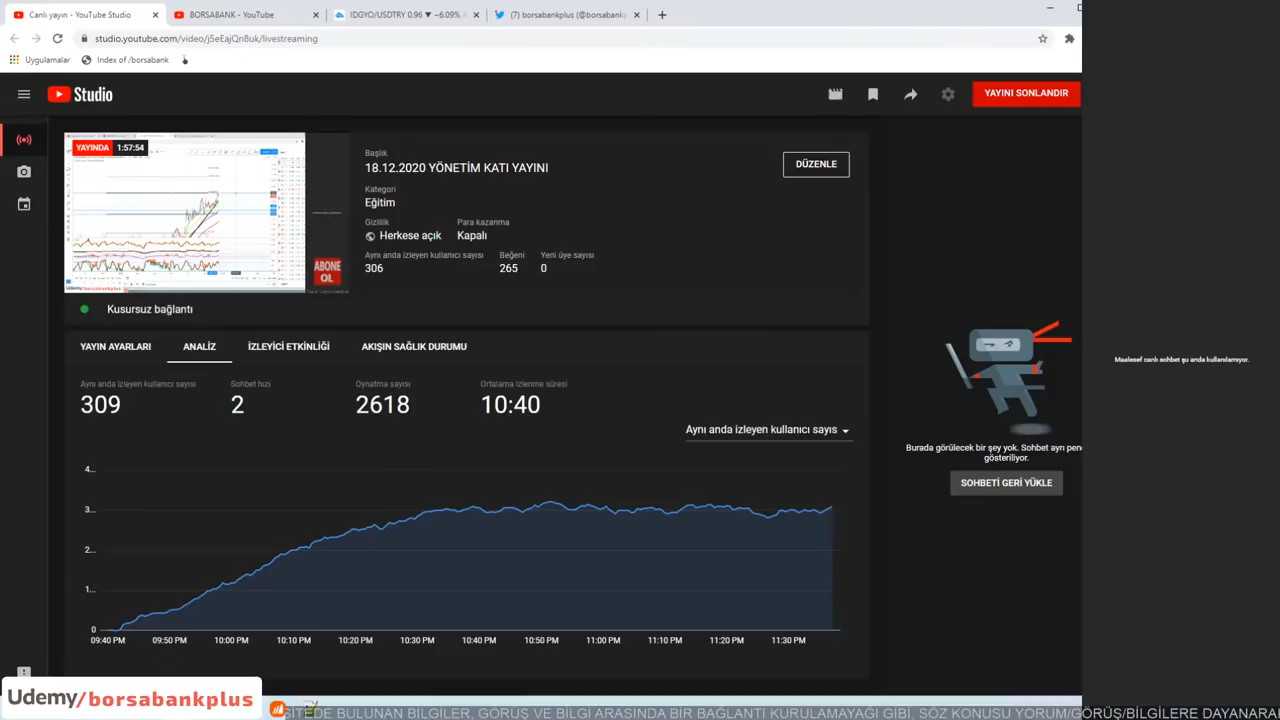 Canlı yayın - YouTube Studio
BORSABANK - YouTube
IDGYO/USDTRY 0.96 ▼ −6.09% A
(7) borsabankplus (@borsabank
studio.youtube.com/video/j5eEajQn8uk/livestreaming
Uygulamalar
Index of /borsabank
Studio
YAYINI SONLANDIR
YAYINDA
1:57:54
ABONE
OL
Başlık
18.12.2020 YÖNETİM KATI YAYINI
DÜZENLE
Kategori
Eğitim
Gizlilik
Para kazanma
Herkese açık
Kapalı
Aynı anda izleyen kullanıcı sayısı
Beğeni
Yeni üye sayısı
306
265
0
Kusursuz bağlantı
YAYIN AYARLARI
ANALİZ
İZLEYİCİ ETKİNLİĞİ
AKIŞIN SAĞLIK DURUMU
Aynı anda izleyen kullanıcı sayısı
Sohbet hızı
Oynatma sayısı
Ortalama izlenme süresi
309
2
2618
10:40
Aynı anda izleyen kullanıcı sayıs
4...
3...
2...
1...
0
09:40 PM
09:50 PM
10:00 PM
10:10 PM
10:20 PM
10:30 PM
10:40 PM
10:50 PM
11:00 PM
11:10 PM
11:20 PM
11:30 PM
Burada görülecek bir şey yok. Sohbet ayrı pen
gösteriliyor.
SOHBETİ GERİ YÜKLE
Maalesef canlı sohbet şu anda kullanılamıyor.
Udemy/borsabankplus
SİTEDE BULUNAN BİLGİLER, GÖRÜŞ VE BİLGİ ARASINDA BİR BAĞLANTI KURULAMAYAĞI GİBİ, SÖZ KONUSU YORUM/GÖRÜŞ/BİLGİLERE DAYANARA